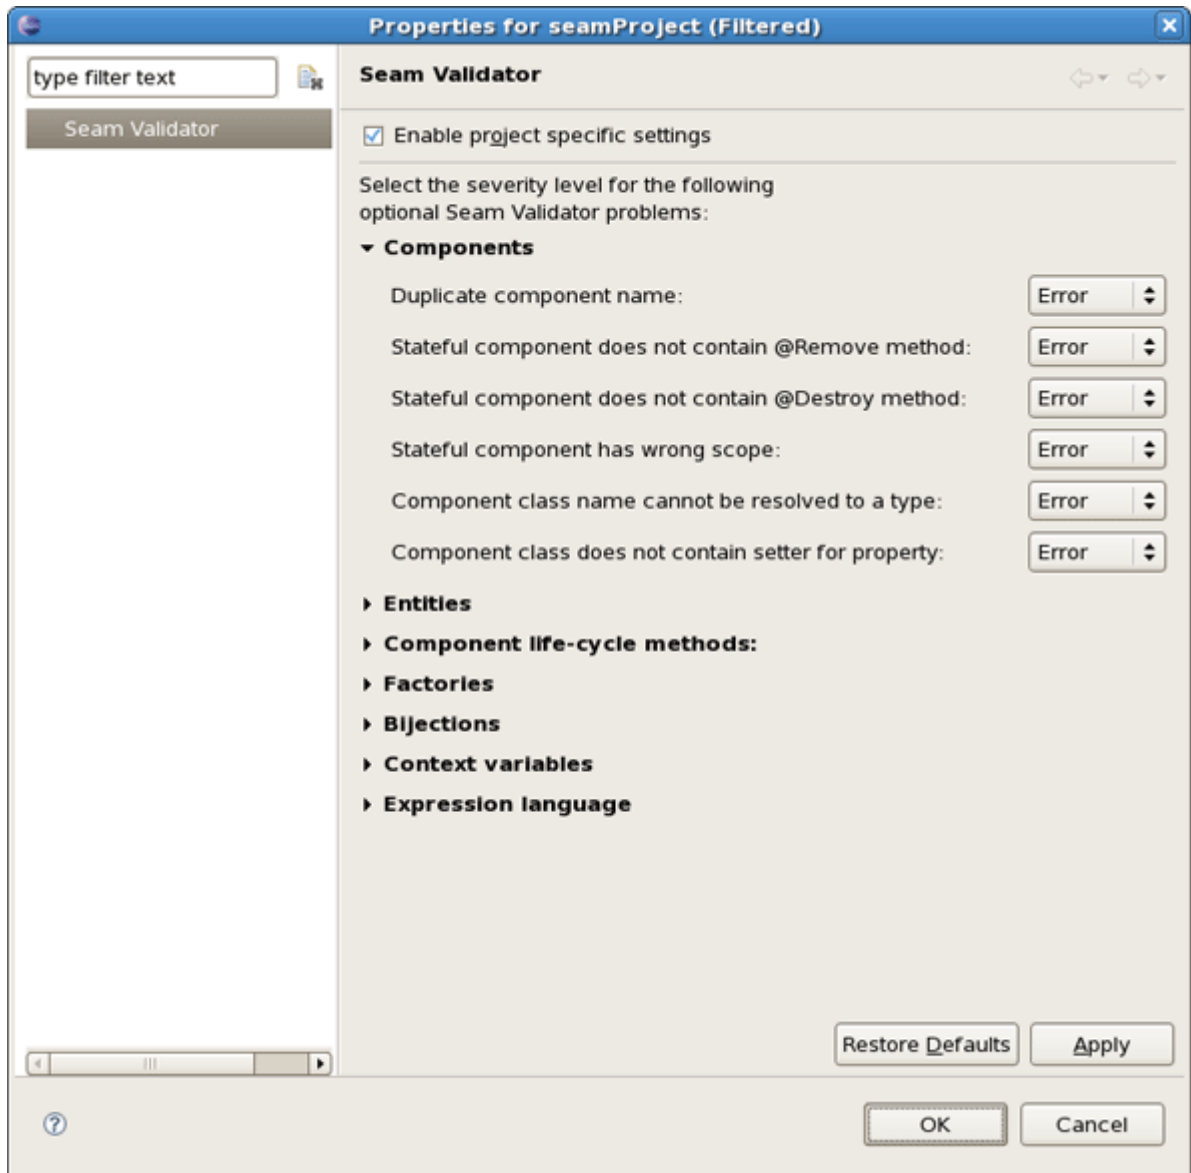 Properties for seamProject (Filtered)
type filter text
Seam Validator
Seam Validator
Enable project specific settings
Select the severity level for the following
optional Seam Validator problems:
Components
Duplicate component name: Error
Stateful component does not contain @Remove method: Error
Stateful component does not contain @Destroy method: Error
Stateful component has wrong scope: Error
Component class name cannot be resolved to a type: Error
Component class does not contain setter for property: Error
Entities
Component life-cycle methods:
Factories
Bijections
Context variables
Expression language
Restore Defaults Apply
OK Cancel